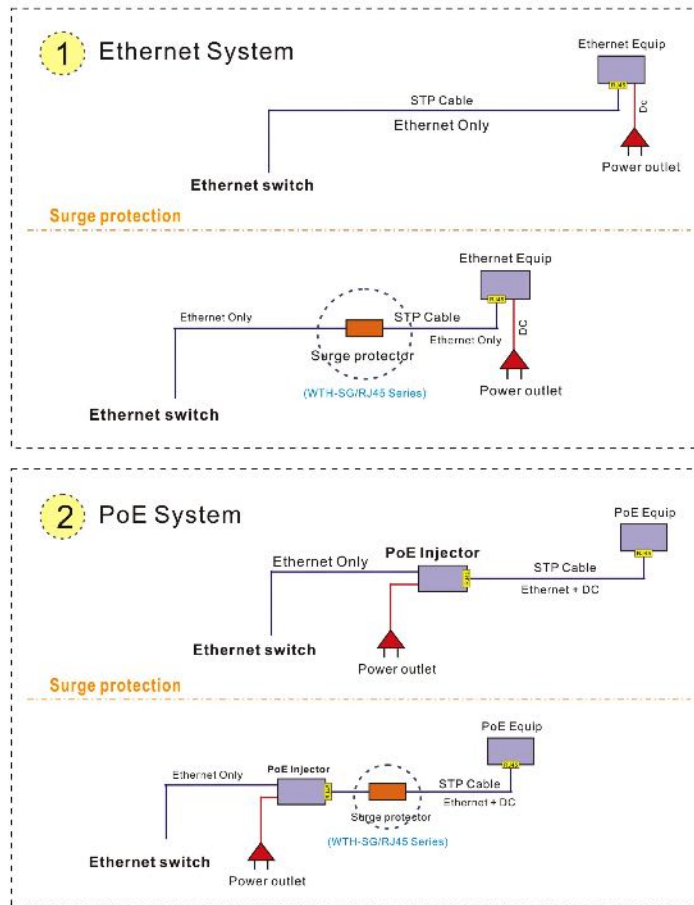 1 Ethernet System
Ethernet Equip
RJ45
STP Cable
Ethernet Only
DC
Power outlet
Ethernet switch
Surge protection
Ethernet Equip
RJ45
Ethernet Only
STP Cable
Ethernet Only
DC
Surge protector
Power outlet
(WTH-SG/RJ45 Series)
Ethernet switch
2 PoE System
PoE Equip
RJ45
PoE Injector
Ethernet Only
RJ45
STP Cable
Ethernet + DC
Ethernet switch
Power outlet
Surge protection
PoE Equip
RJ45
PoE Injector
Ethernet Only
RJ45
STP Cable
Ethernet + DC
Surge protector
(WTH-SG/RJ45 Series)
Ethernet switch
Power outlet